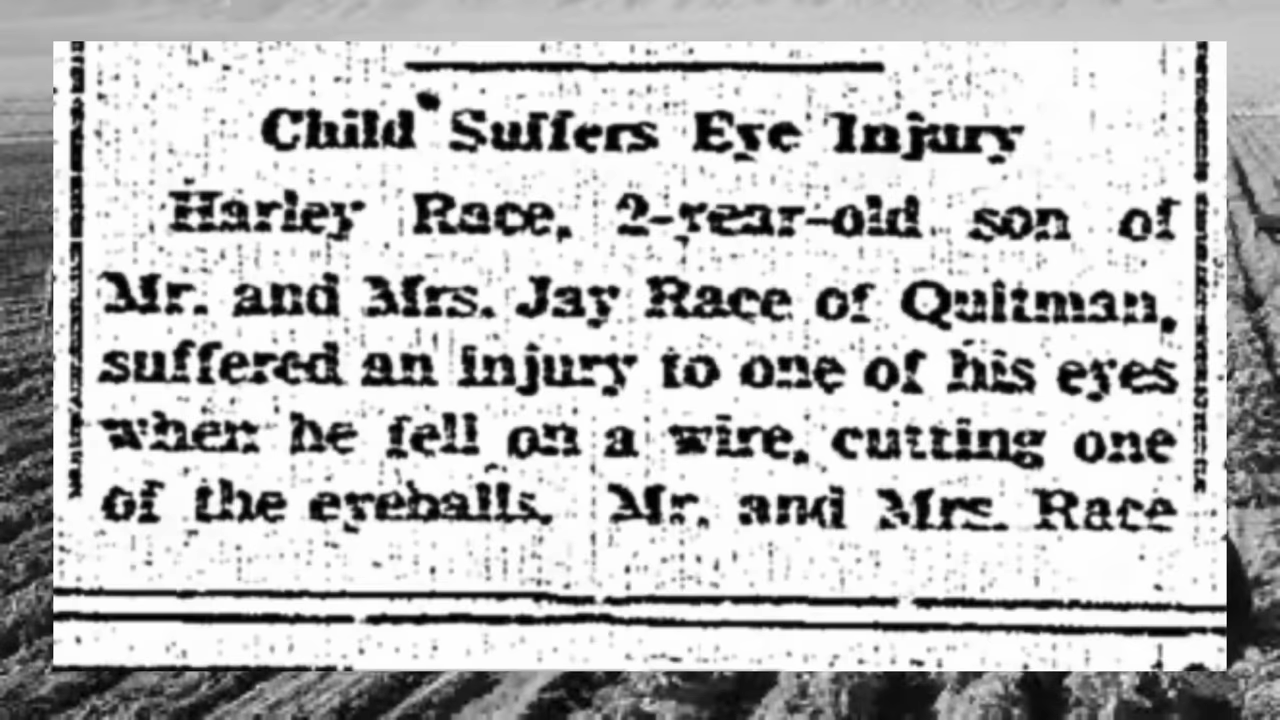 Child Suffers Eye Injury
Harley Race, 2-year-old son of
Mr. and Mrs. Jay Race of Quitman,
suffered an injury to one of his eyes
when he fell on a wire, cutting one
of the eyeballs. Mr. and Mrs. Race